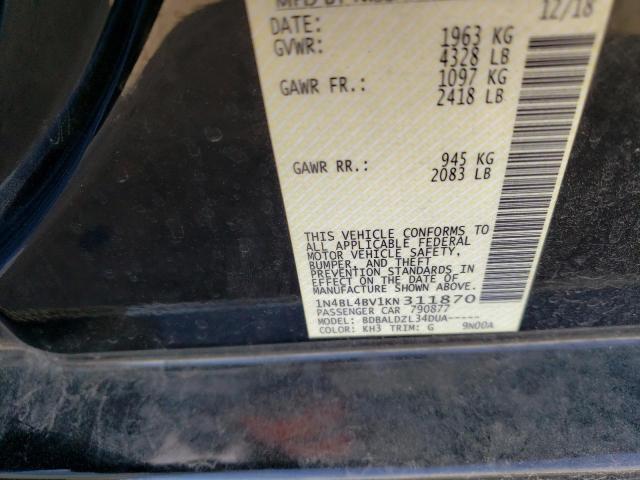 MFD BY
DATE: 12/18
GVWR: 1963 KG
4328 LB
GAWR FR.: 1097 KG
2418 LB
GAWR RR.: 945 KG
2083 LB
THIS VEHICLE CONFORMS TO
ALL APPLICABLE FEDERAL
MOTOR VEHICLE SAFETY,
BUMPER, AND THEFT
PREVENTION STANDARDS IN
EFFECT ON THE DATE OF
MANUFACTURE SHOWN ABOVE.
1N4BL4BV1KN311870
PASSENGER CAR 790877
MODEL: BDBALDZL34DUA-----
COLOR: KH3 TRIM: G 9N00A